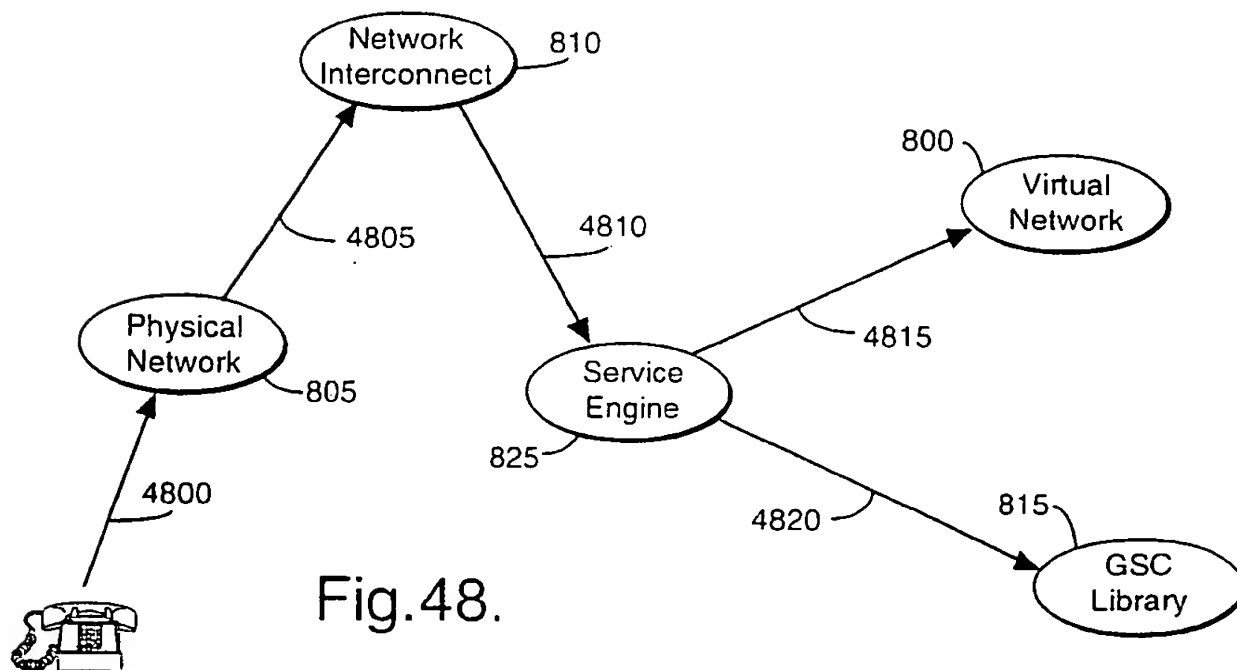 Network
Interconnect
810
800
Virtual
Network
4805
4810
Physical
Network
805
4815
Service
Engine
825
4800
4820
815
GSC
Library
Fig.48.